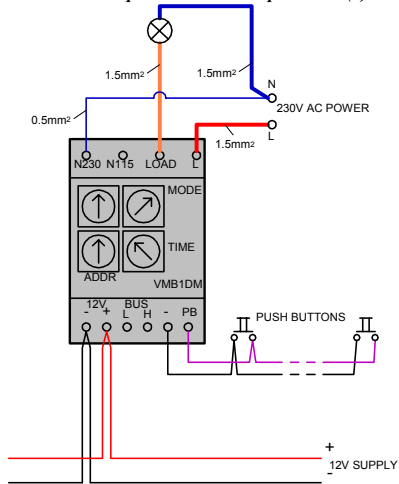 1.5mm²
1.5mm²
N
230V AC POWER
0.5mm²
L
1.5mm²
N230 N115 LOAD L
MODE
TIME
ADDR
VMB1DM
12V BUS
- + L H - PB
PUSH BUTTONS
+
12V SUPPLY
-